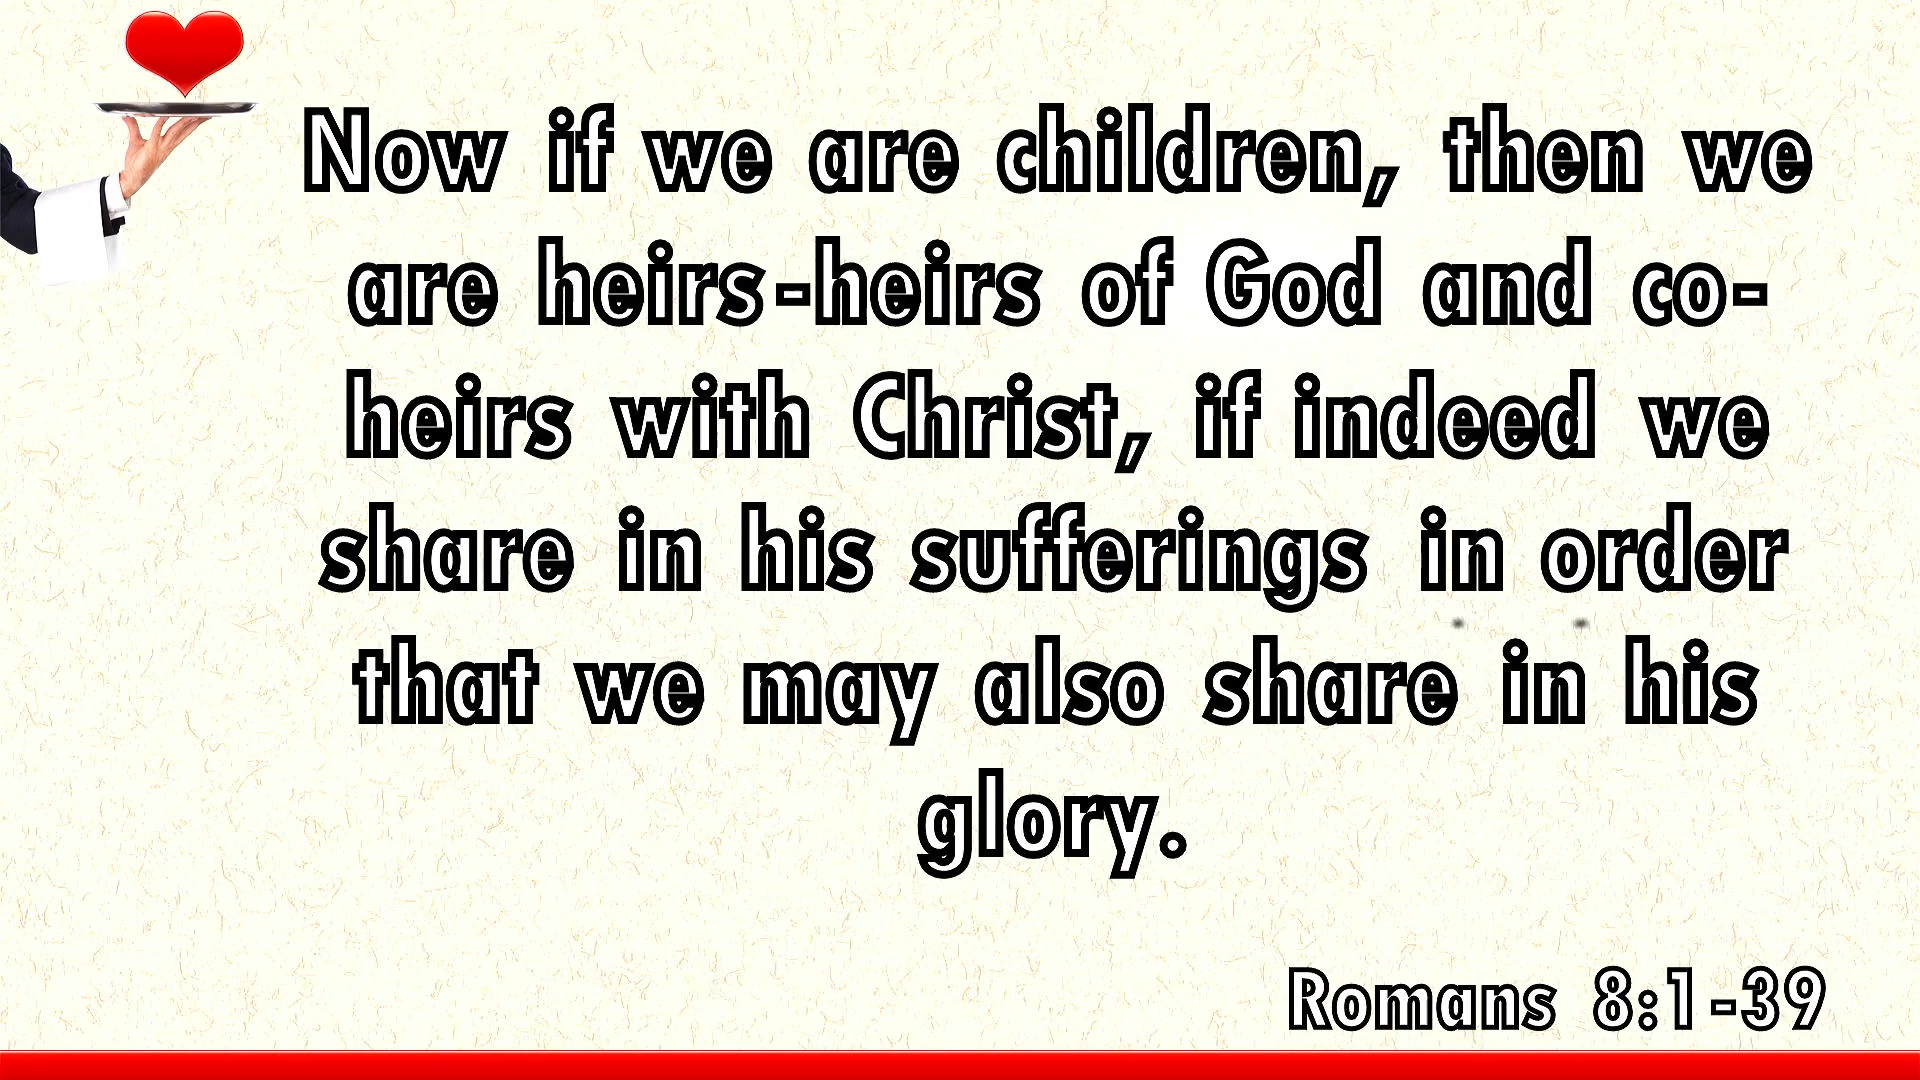 Now if we are children, then we
are heirs-heirs of God and co-
heirs with Christ, if indeed we
share in his sufferings in order
that we may also share in his
glory.
Romans 8:1-39